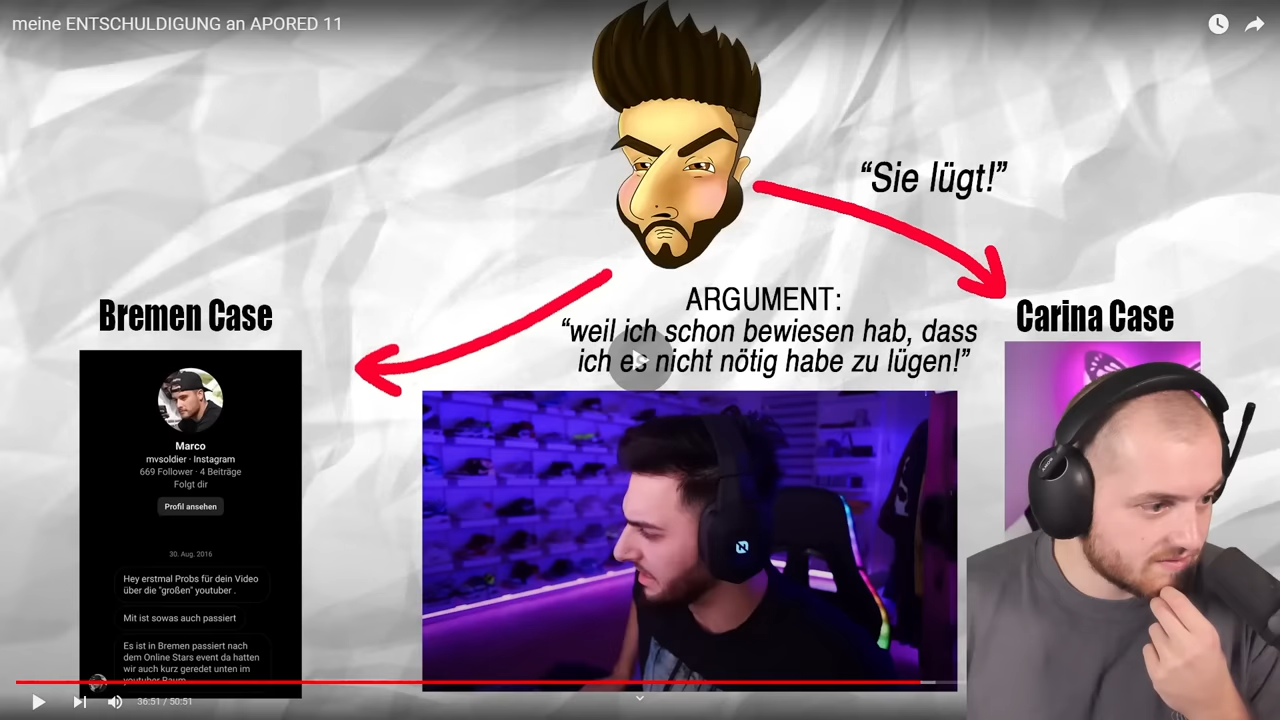 meine ENTSCHULDIGUNG an APORED 11
“Sie lügt!”
Bremen Case
ARGUMENT:
“weil ich schon bewiesen hab, dass
ich es nicht nötig habe zu lügen!”
Carina Case
Marco
mvsoldier · Instagram
669 Follower · 4 Beiträge
Folgt dir
Profil ansehen
30. Aug. 2016
Hey erstmal Probs für dein Video
über die "großen" youtuber .
Mit ist sowas auch passiert
Es ist in Bremen passiert nach
dem Online Stars event da hatten
wir auch kurz geredet unten im
youtuber Raum
36:51 / 50:51